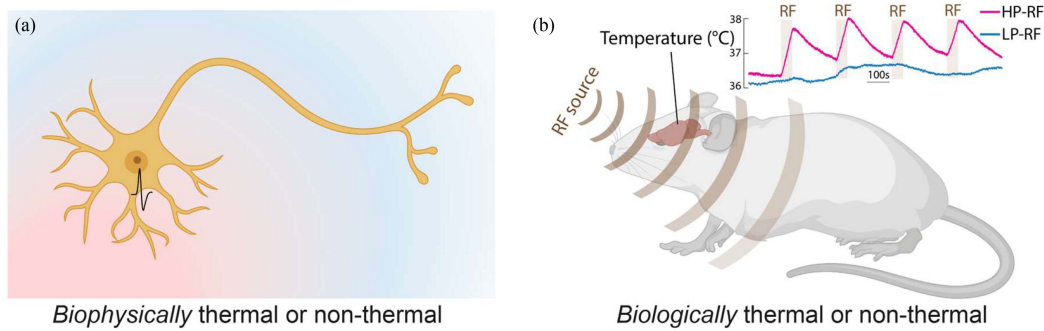 (a)
Biophysically thermal or non-thermal
(b)
RF source
Temperature (°C)
38
37
36
RF RF RF RF
100s
HP-RF
LP-RF
Biologically thermal or non-thermal